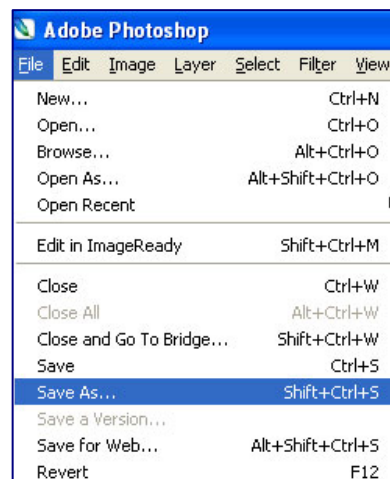 Adobe Photoshop
File Edit Image Layer Select Filter View
New... Ctrl+N
Open... Ctrl+O
Browse... Alt+Ctrl+O
Open As... Alt+Shift+Ctrl+O
Open Recent
Edit in ImageReady Shift+Ctrl+M
Close Ctrl+W
Close All Alt+Ctrl+W
Close and Go To Bridge... Shift+Ctrl+W
Save Ctrl+S
Save As... Shift+Ctrl+S
Save a Version...
Save for Web... Alt+Shift+Ctrl+S
Revert F12